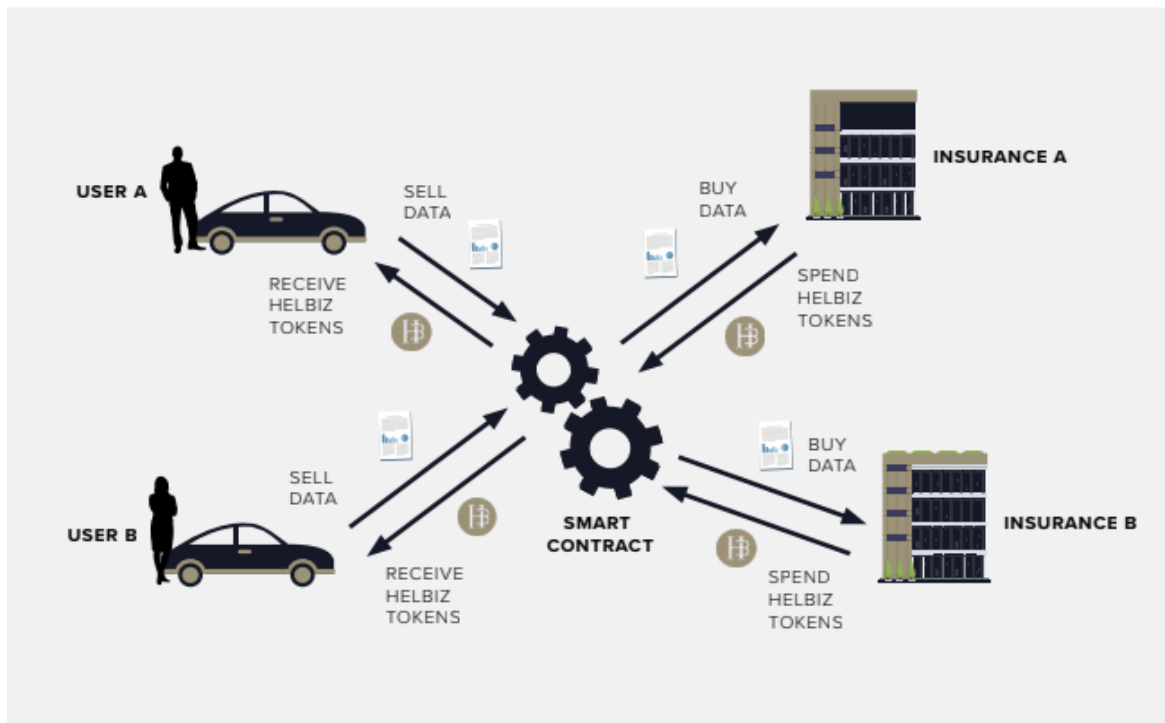 USER A
SELL
DATA
RECEIVE
HELBIZ
TOKENS
BUY
DATA
INSURANCE A
SPEND
HELBIZ
TOKENS
USER B
SELL
DATA
RECEIVE
HELBIZ
TOKENS
SMART
CONTRACT
BUY
DATA
INSURANCE B
SPEND
HELBIZ
TOKENS